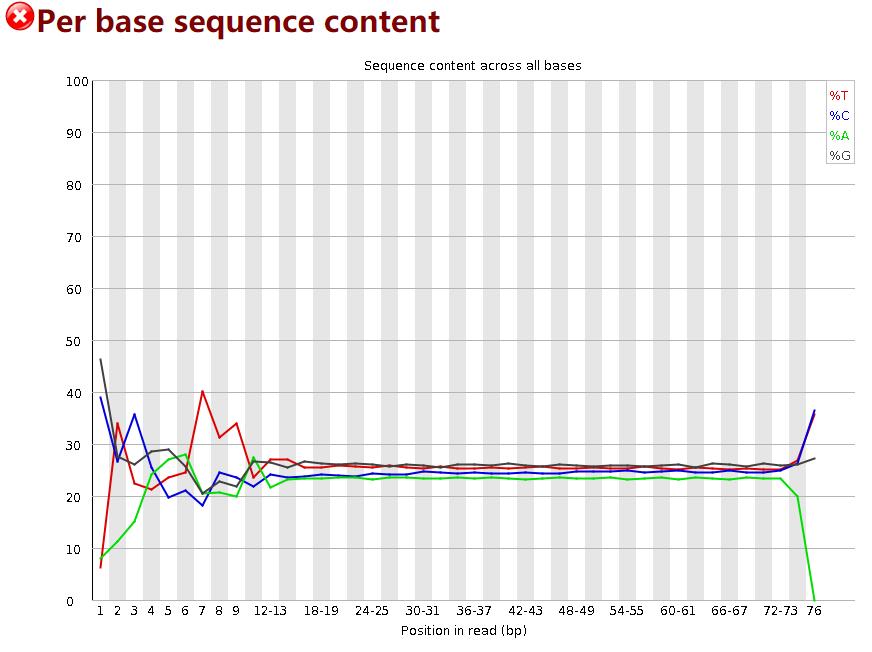 Per base sequence content
Sequence content across all bases
100
90
80
70
60
50
40
30
20
10
0
%T
%C
%A
%G
1 2 3 4 5 6 7 8 9 12-13 18-19 24-25 30-31 36-37 42-43 48-49 54-55 60-61 66-67 72-73 76
Position in read (bp)